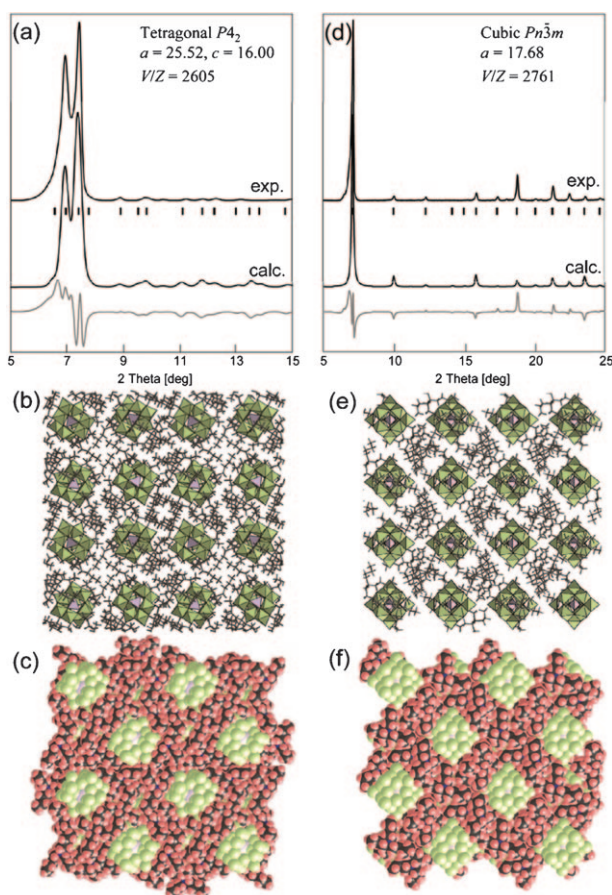 (a)
Tetragonal P4₂
a = 25.52, c = 16.00
V/Z = 2605
exp.
calc.
5 7 9 11 13 15
2 Theta [deg]
(d)
Cubic Pn3̄m
a = 17.68
V/Z = 2761
exp.
calc.
5 10 15 20 25
2 Theta [deg]
(b)
(e)
(c)
(f)